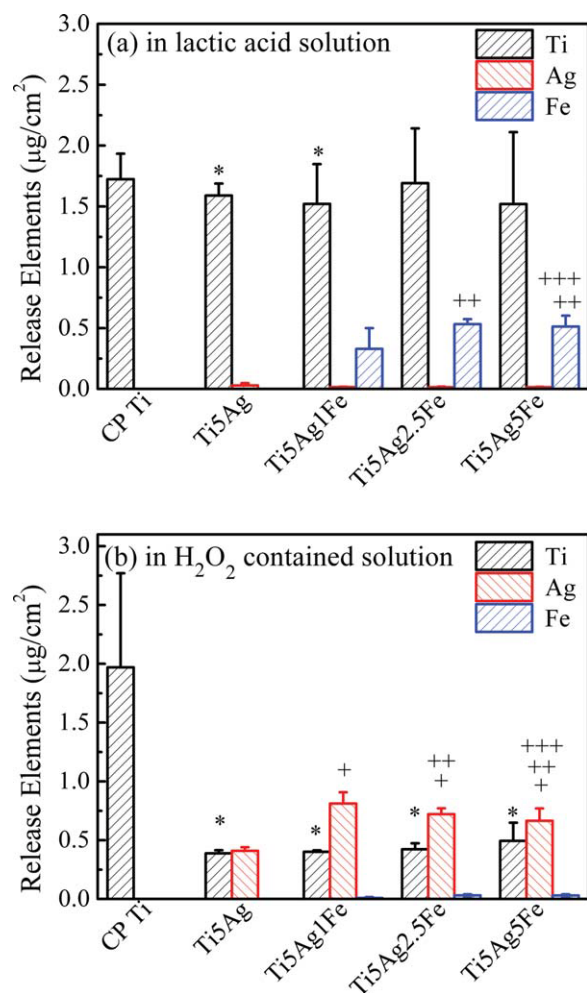 (a) in lactic acid solution
Ti
Ag
Fe
Release Elements (μg/cm²)
3.0
2.5
2.0
1.5
1.0
0.5
0.0
*
*
++
+++
++
CP Ti
Ti5Ag
Ti5Ag1Fe
Ti5Ag2.5Fe
Ti5Ag5Fe
(b) in H₂O₂ contained solution
Ti
Ag
Fe
Release Elements (μg/cm²)
3.0
2.5
2.0
1.5
1.0
0.5
0.0
*
*
+
*
++
+
*
+++
++
+
CP Ti
Ti5Ag
Ti5Ag1Fe
Ti5Ag2.5Fe
Ti5Ag5Fe